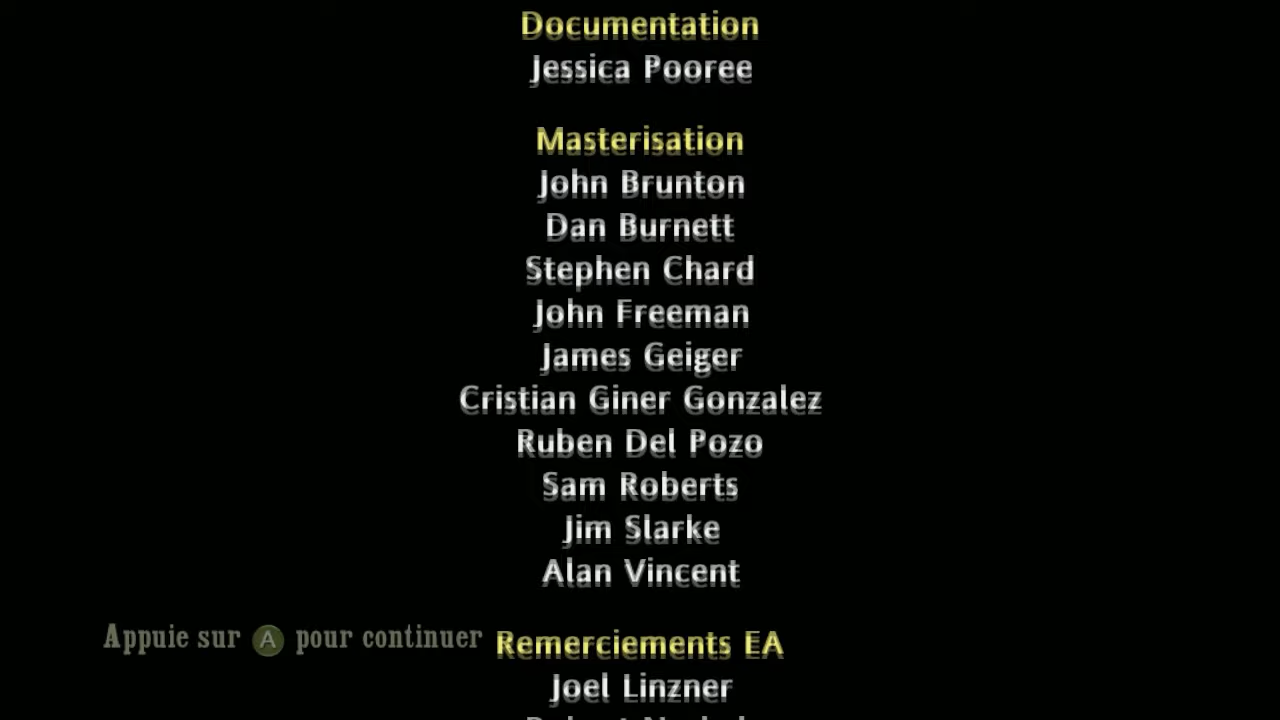 Documentation
Jessica Pooree
Masterisation
John Brunton
Dan Burnett
Stephen Chard
John Freeman
James Geiger
Cristian Giner Gonzalez
Ruben Del Pozo
Sam Roberts
Jim Slarke
Alan Vincent
Appuie sur A pour continuer
Remerciements EA
Joel Linzner